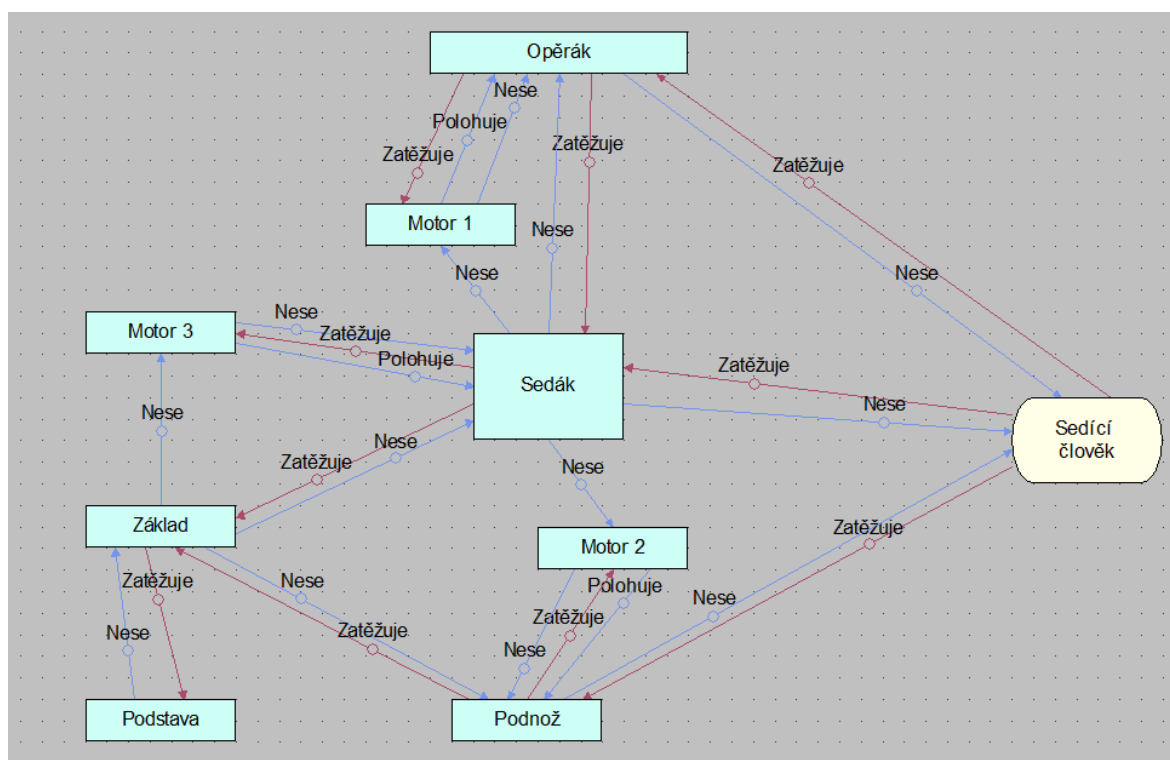 Opěrák
Nese
Polohuje
Zatěžuje
Zatěžuje
Zatěžuje
Motor 1
Nese
Nese
Nese
Nese
Motor 3
Zatěžuje
Polohuje
Zatěžuje
Sedák
Nese
Sedící
člověk
Nese
Nese
Zatěžuje
Nese
Základ
Zatěžuje
Motor 2
Zatěžuje
Nese
Polohuje
Nese
Zatěžuje
Nese
Zatěžuje
Nese
Podstava
Podnož